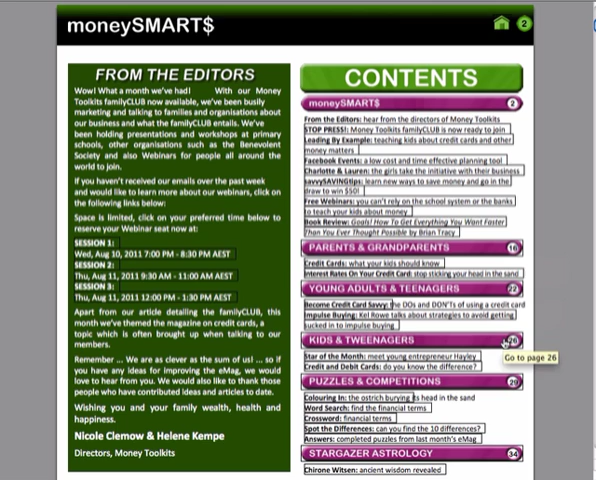 moneySMART$
2
FROM THE EDITORS
Wow! What a month we've had! With our Money
Toolkits familyCLUB now available, we've been busily
marketing and talking to families and organisations about
our business and what the familyCLUB entails. We've
been holding presentations and workshops at primary
schools, other organisations such as the Benevolent
Society and also Webinars for people all around the
world to join.
If you haven't received our emails over the past week
and would like to learn more about our webinars, click on
the following links below:
Space is limited, click on your preferred time below to
reserve your Webinar seat now at:
SESSION 1:
Wed, Aug 10, 2011 7:00 PM - 8:30 PM AEST
SESSION 2:
Thu, Aug 11, 2011 9:30 AM - 11:00 AM AEST
SESSION 3:
Thu, Aug 11, 2011 12:00 PM - 1:30 PM AEST
Apart from our article detailing the familyCLUB, this
month we've themed the magazine on credit cards, a
topic which is often brought up when talking to our
members.
Remember ... We are as clever as the sum of us! ... so if
you have any ideas for improving the eMag, we would
love to hear from you. We would also like to thank those
people who have contributed ideas and articles to date.
Wishing you and your family wealth, health and
happiness.
Nicole Clemow & Helene Kempe
Directors, Money Toolkits
CONTENTS
moneySMART$ 2
From the Editors: hear from the directors of Money Toolkits
STOP PRESS!: Money Toolkits familyCLUB is now ready to join
Leading By Example: teaching kids about credit cards and other
money matters
Facebook Events: a low cost and time effective planning tool
Charlotte & Lauren: the girls take the initiative with their business
savvySAVINGtips: learn new ways to save money and go in the
draw to win $50!
Free Webinars: you can't rely on the school system or the banks
to teach your kids about money
Book Review: Goals! How To Get Everything You Want Faster
Than You Ever Thought Possible by Brian Tracy
PARENTS & GRANDPARENTS 16
Credit Cards: what your kids should know
Interest Rates On Your Credit Card: stop sticking your head in the sand
YOUNG ADULTS & TEENAGERS 22
Become Credit Card Savvy: the DOs and DON'Ts of using a credit card
Impulse Buying: Kel Rowe talks about strategies to avoid getting
sucked in to impulse buying
KIDS & TWEENAGERS 26
Star of the Month: meet young entrepreneur Hayley
Credit and Debit Cards: do you know the difference?
Go to page 26
PUZZLES & COMPETITIONS 29
Colouring In: the ostrich burying its head in the sand
Word Search: find the financial terms
Crossword: financial terms
Spot the Differences: can you find the 10 differences?
Answers: completed puzzles from last month's eMag
STARGAZER ASTROLOGY 34
Chirone Witsen: ancient wisdom revealed